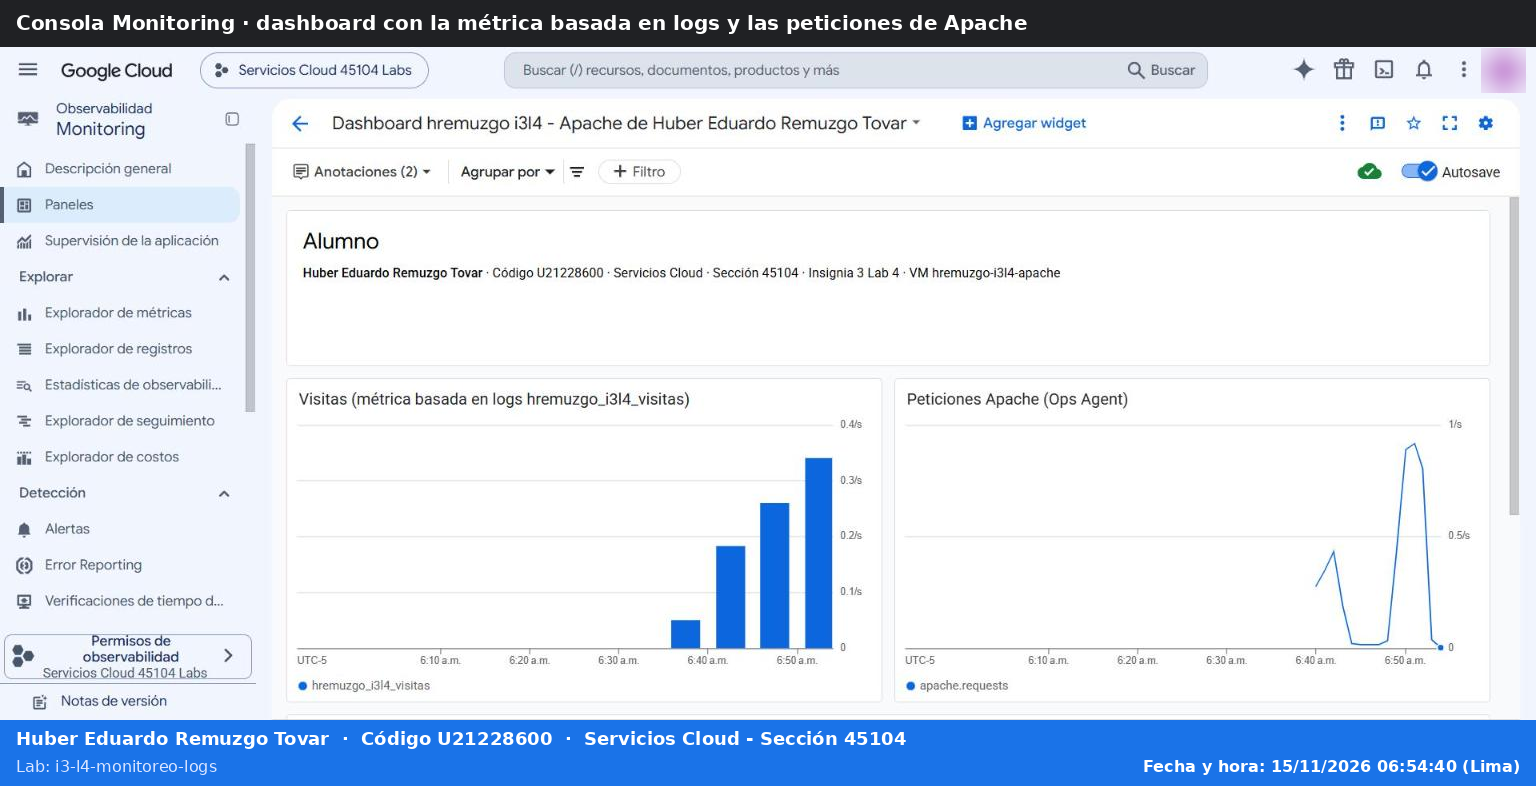 Consola Monitoring · dashboard con la métrica basada en logs y las peticiones de Apache
Google Cloud
Servicios Cloud 45104 Labs
Buscar (/) recursos, documentos, productos y más
Buscar
Observabilidad
Monitoring
Descripción general
Paneles
Supervisión de la aplicación
Explorar
Explorador de métricas
Explorador de registros
Estadísticas de observabili...
Explorador de seguimiento
Explorador de costos
Detección
Alertas
Error Reporting
Verificaciones de tiempo d...
Permisos de
observabilidad
Servicios Cloud 45104 Labs
Notas de versión
Dashboard hremuzgo i3l4 - Apache de Huber Eduardo Remuzgo Tovar
Agregar widget
Anotaciones (2)
Agrupar por
Filtro
Autosave
Alumno
Huber Eduardo Remuzgo Tovar · Código U21228600 · Servicios Cloud · Sección 45104 · Insignia 3 Lab 4 · VM hremuzgo-i3l4-apache
Visitas (métrica basada en logs hremuzgo_i3l4_visitas)
0.4/s
0.3/s
0.2/s
0.1/s
0
UTC-5 6:10 a.m. 6:20 a.m. 6:30 a.m. 6:40 a.m. 6:50 a.m.
hremuzgo_i3l4_visitas
Peticiones Apache (Ops Agent)
1/s
0.5/s
0
UTC-5 6:10 a.m. 6:20 a.m. 6:30 a.m. 6:40 a.m. 6:50 a.m.
apache.requests
Huber Eduardo Remuzgo Tovar · Código U21228600 · Servicios Cloud - Sección 45104
Lab: i3-l4-monitoreo-logs
Fecha y hora: 15/11/2026 06:54:40 (Lima)